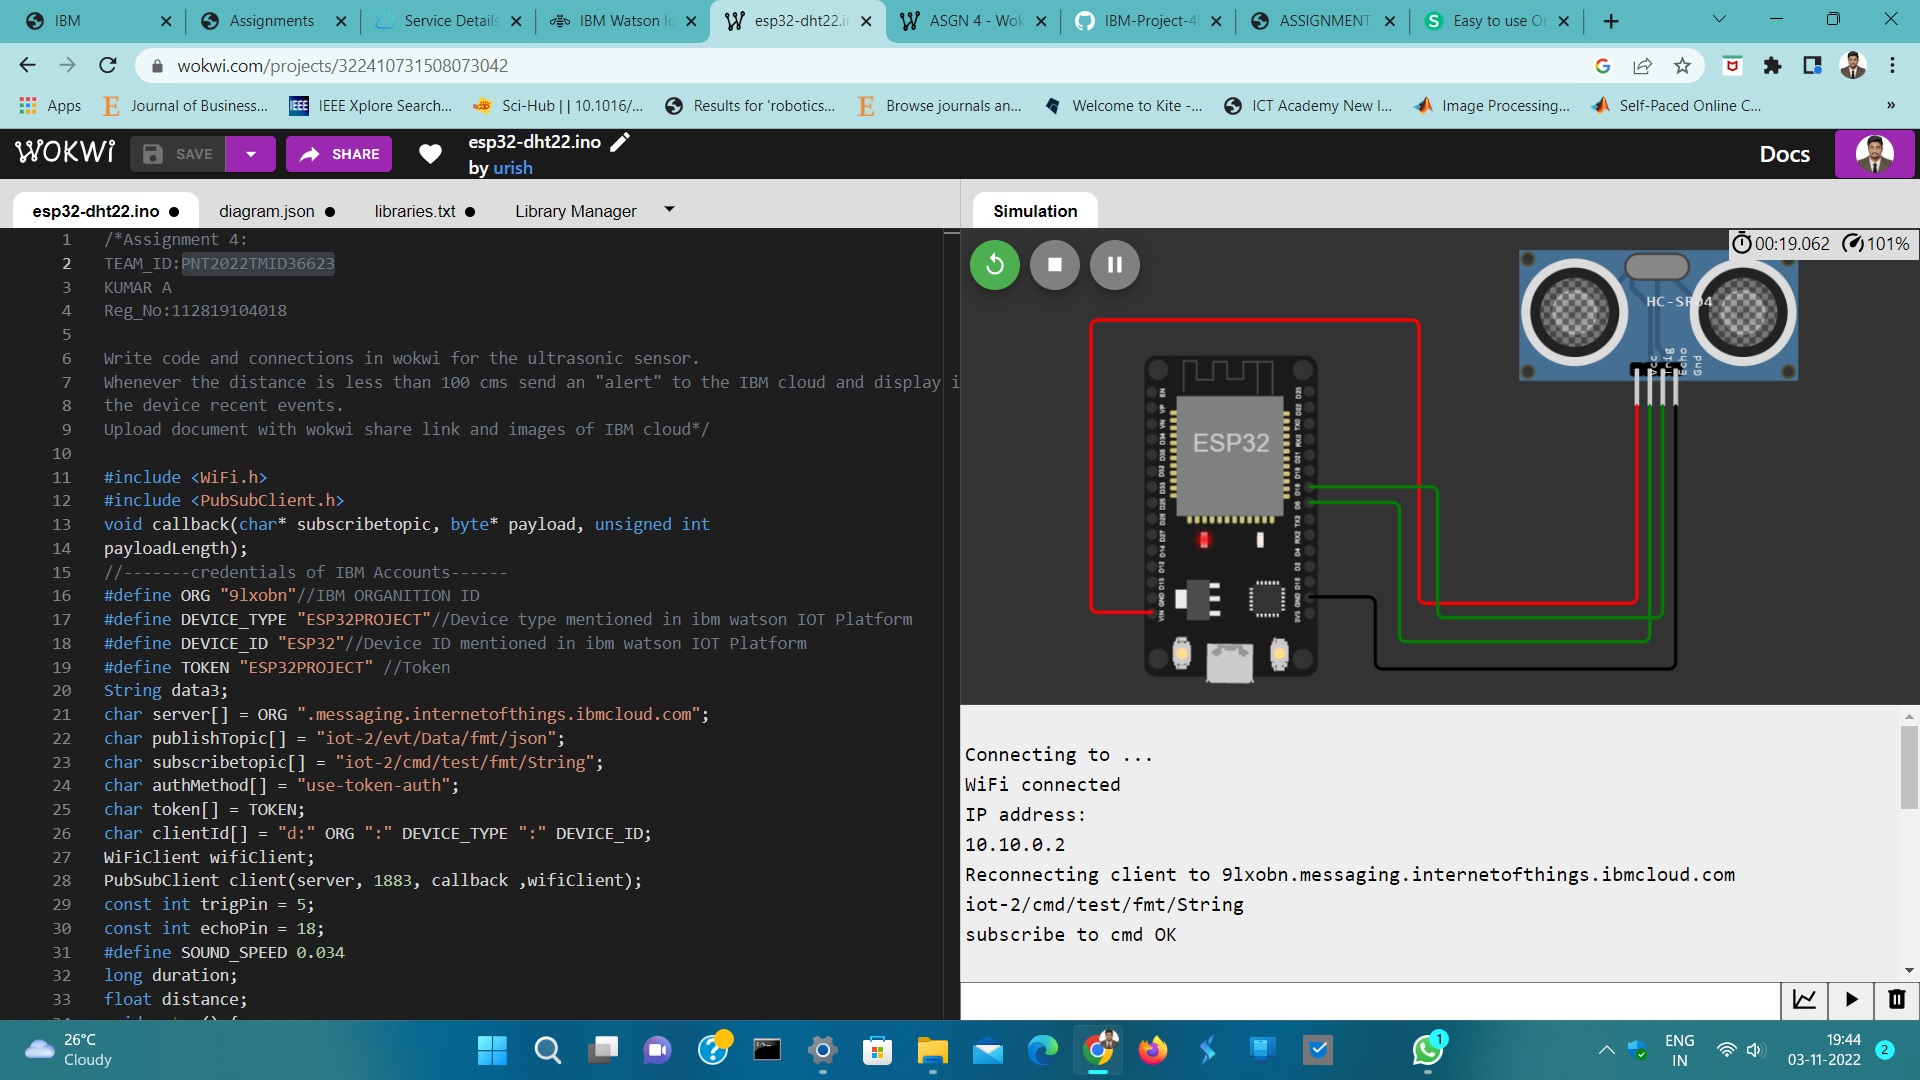 IBM
Assignments
Service Details
IBM Watson Io
esp32-dht22.i
ASGN 4 - Wok
IBM-Project-4
ASSIGNMENT
Easy to use O
wokwi.com/projects/322410731508073042
Apps
Journal of Business...
IEEE Xplore Search...
Sci-Hub | | 10.1016/...
Results for 'robotics...
Browse journals an...
Welcome to Kite -...
ICT Academy New I...
Image Processing,...
Self-Paced Online C...
»
WOKWi
SAVE
SHARE
esp32-dht22.ino
by urish
Docs
esp32-dht22.ino ●
diagram.json ●
libraries.txt ●
Library Manager
Simulation
1 /*Assignment 4:
2 TEAM_ID:PNT2022TMID36623
3 KUMAR A
4 Reg_No:112819104018
5
6 Write code and connections in wokwi for the ultrasonic sensor.
7 Whenever the distance is less than 100 cms send an "alert" to the IBM cloud and display i
8 the device recent events.
9 Upload document with wokwi share link and images of IBM cloud*/
10
11 #include <WiFi.h>
12 #include <PubSubClient.h>
13 void callback(char* subscribetopic, byte* payload, unsigned int
14 payloadLength);
15 //-------credentials of IBM Accounts------
16 #define ORG "9lxobn"//IBM ORGANITION ID
17 #define DEVICE_TYPE "ESP32PROJECT"//Device type mentioned in ibm watson IOT Platform
18 #define DEVICE_ID "ESP32"//Device ID mentioned in ibm watson IOT Platform
19 #define TOKEN "ESP32PROJECT" //Token
20 String data3;
21 char server[] = ORG ".messaging.internetofthings.ibmcloud.com";
22 char publishTopic[] = "iot-2/evt/Data/fmt/json";
23 char subscribetopic[] = "iot-2/cmd/test/fmt/String";
24 char authMethod[] = "use-token-auth";
25 char token[] = TOKEN;
26 char clientId[] = "d:" ORG ":" DEVICE_TYPE ":" DEVICE_ID;
27 WiFiClient wifiClient;
28 PubSubClient client(server, 1883, callback ,wifiClient);
29 const int trigPin = 5;
30 const int echoPin = 18;
31 #define SOUND_SPEED 0.034
32 long duration;
33 float distance;
00:19.062
101%
HC-SR04
Vcc
Trig
Echo
Gnd
ESP32
Connecting to ...
WiFi connected
IP address:
10.10.0.2
Reconnecting client to 9lxobn.messaging.internetofthings.ibmcloud.com
iot-2/cmd/test/fmt/String
subscribe to cmd OK
26°C
Cloudy
1
ENG
IN
19:44
03-11-2022
2